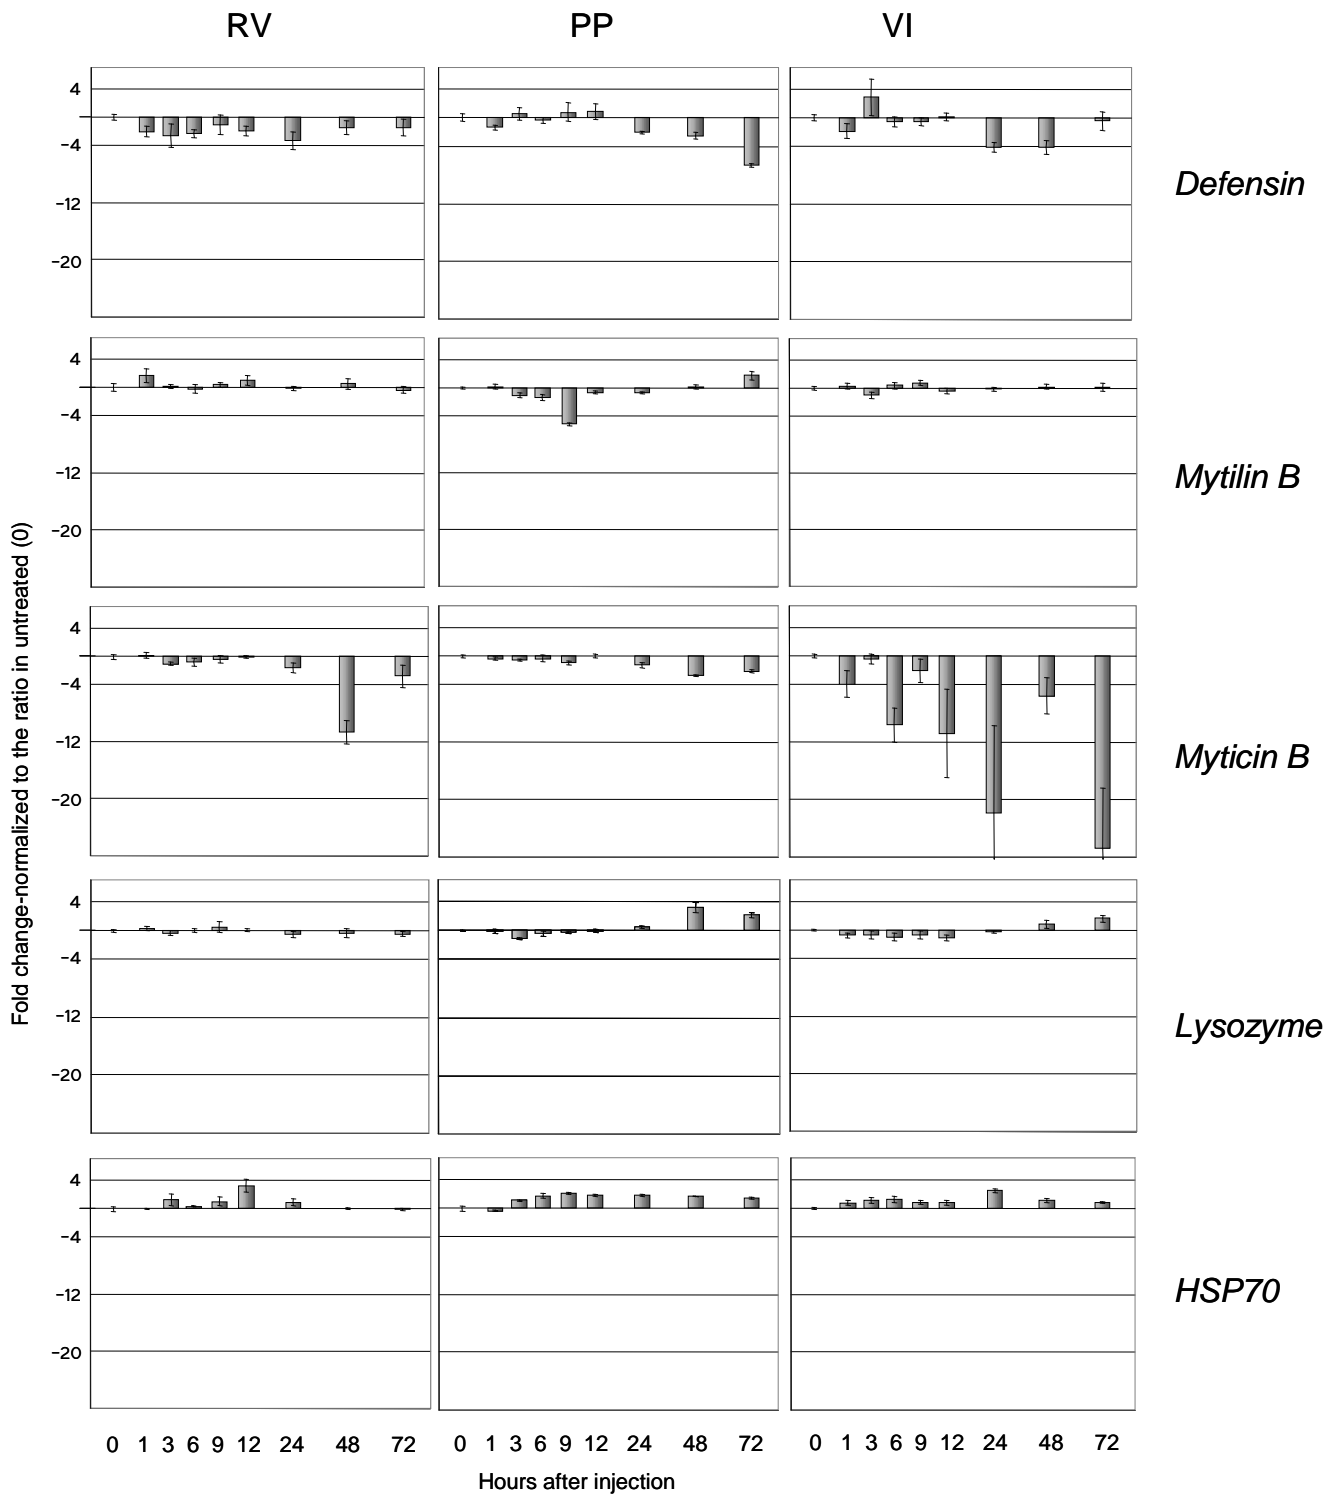 RV PP VI
4
−4
−12
−20
Defensin
4
−4
−12
−20
Mytilin B
4
−4
−12
−20
Myticin B
4
−4
−12
−20
Lysozyme
4
−4
−12
−20
HSP70
Fold change-normalized to the ratio in untreated (0)
0 1 3 6 9 12 24 48 72 0 1 3 6 9 12 24 48 72 0 1 3 6 9 12 24 48 72
Hours after injection